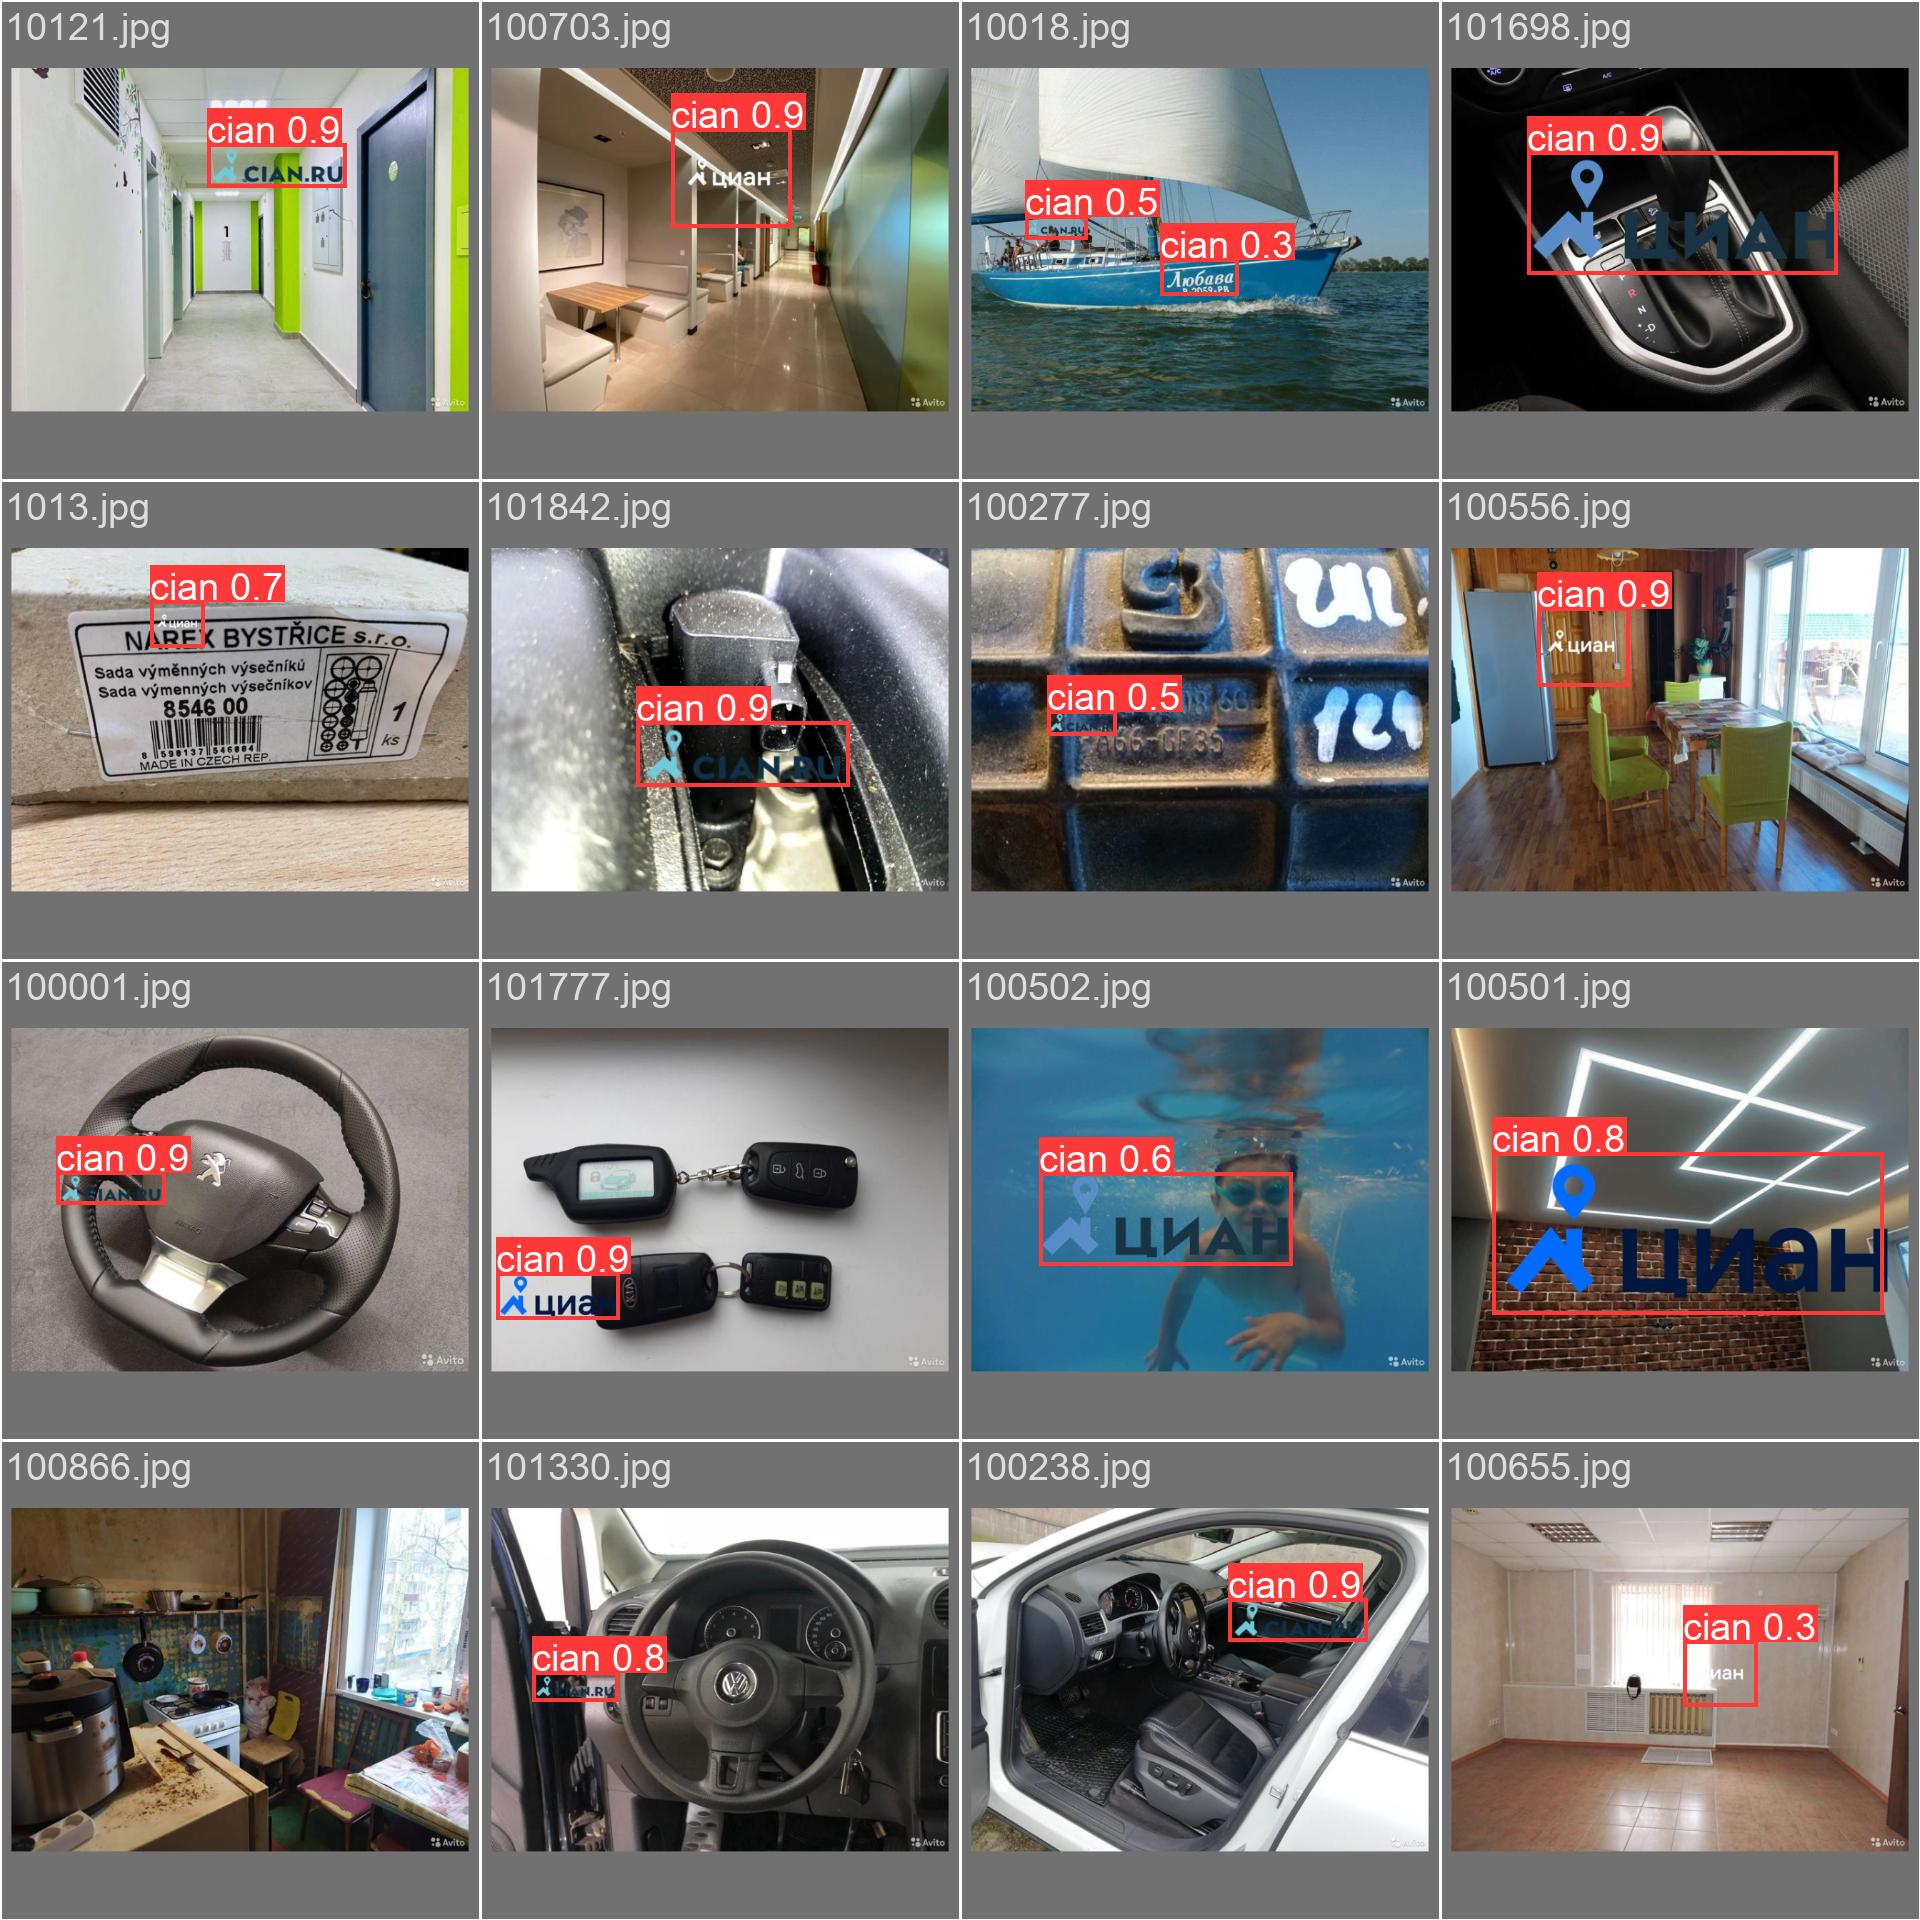 10121.jpg
cian 0.9
CIAN.RU
1
Avito
100703.jpg
cian 0.9
циан
Avito
10018.jpg
cian 0.5
CIAN.RU
cian 0.3
Любава
Avito
101698.jpg
cian 0.9
ЦИАН
R
N
D
Avito
1013.jpg
cian 0.7
циан
NAREX BYSTŘICE s.r.o.
Sada výměnných výsečníků
Sada výmenných výsečníkov
8546 00
1
ks
8 590137 546004
MADE IN CZECH REP.
Avito
101842.jpg
cian 0.9
CIAN.RU
Avito
100277.jpg
cian 0.5
CIAN.RU
Avito
100556.jpg
cian 0.9
циан
Avito
100001.jpg
cian 0.9
CIAN.RU
Avito
101777.jpg
cian 0.9
циан
Avito
100502.jpg
cian 0.6
ЦИАН
Avito
100501.jpg
cian 0.8
циан
Avito
100866.jpg
Avito
101330.jpg
cian 0.8
CIAN.RU
Avito
100238.jpg
cian 0.9
CIAN.RU
Avito
100655.jpg
cian 0.3
циан
Avito